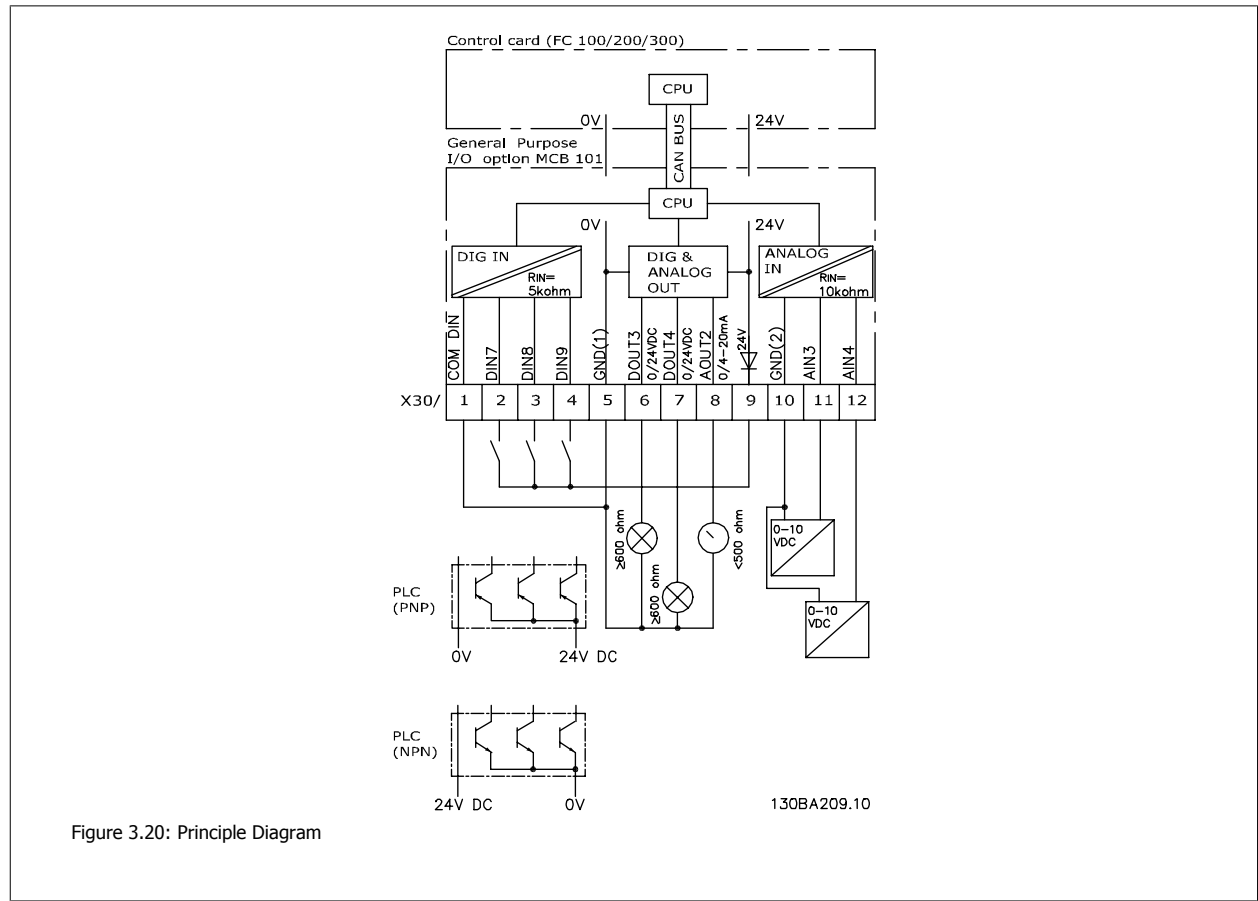 Control card (FC 100/200/300)
CPU
0V
24V
CAN BUS
General Purpose
I/O option MCB 101
CPU
0V
24V
DIG IN
RIN=
5kohm
DIG &
ANALOG
OUT
ANALOG
IN
RIN=
10kohm
COM DIN
DIN7
DIN8
DIN9
GND(1)
DOUT3
0/24VDC
DOUT4
0/24VDC
AOUT2
0/4-20mA
24V
GND(2)
AIN3
AIN4
X30/ 1 2 3 4 5 6 7 8 9 10 11 12
≥600 ohm
≥600 ohm
<500 ohm
0-10
VDC
0-10
VDC
PLC
(PNP)
0V
24V DC
PLC
(NPN)
24V DC
0V
130BA209.10
Figure 3.20: Principle Diagram